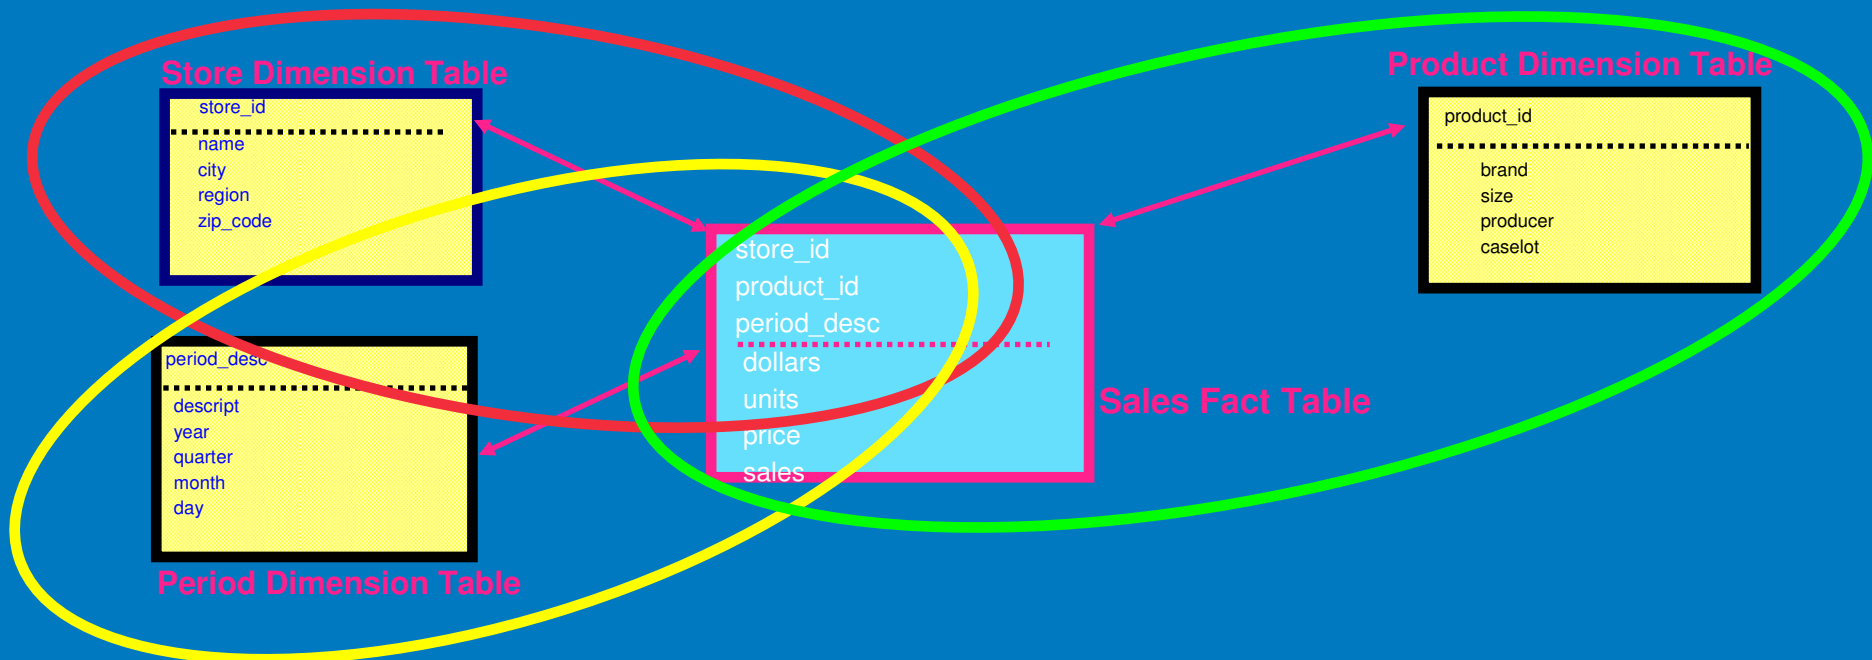 Store Dimension Table
store_id
name
city
region
zip_code
Product Dimension Table
product_id
brand
size
producer
caselot
store_id
product_id
period_desc
dollars
units
price
sales
Sales Fact Table
period_desc
descript
year
quarter
month
day
Period Dimension Table